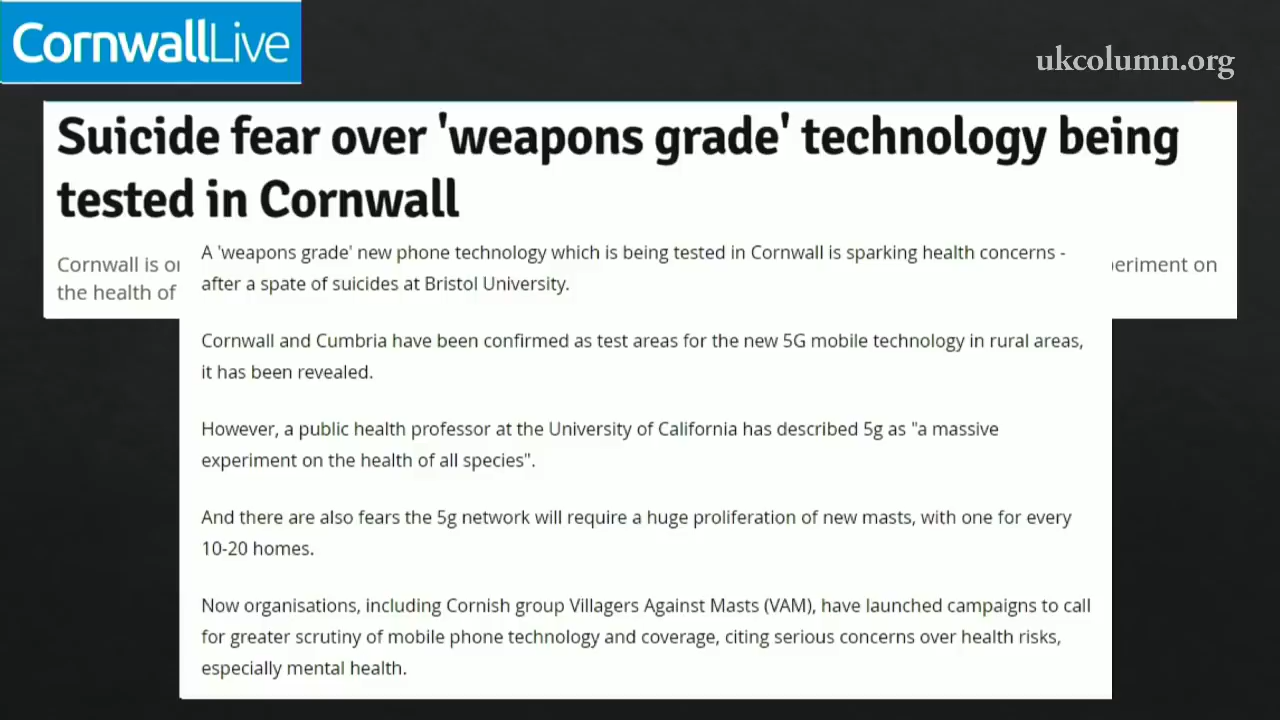 CornwallLive
ukcolumn.org
Suicide fear over 'weapons grade' technology being
tested in Cornwall
Cornwall is
the health of
on
A 'weapons grade' new phone technology which is being tested in Cornwall is sparking health concerns -
after a spate of suicides at Bristol University.
Cornwall and Cumbria have been confirmed as test areas for the new 5G mobile technology in rural areas,
it has been revealed.
However, a public health professor at the University of California has described 5g as "a massive
experiment on the health of all species".
And there are also fears the 5g network will require a huge proliferation of new masts, with one for every
10-20 homes.
Now organisations, including Cornish group Villagers Against Masts (VAM), have launched campaigns to call
for greater scrutiny of mobile phone technology and coverage, citing serious concerns over health risks,
especially mental health.